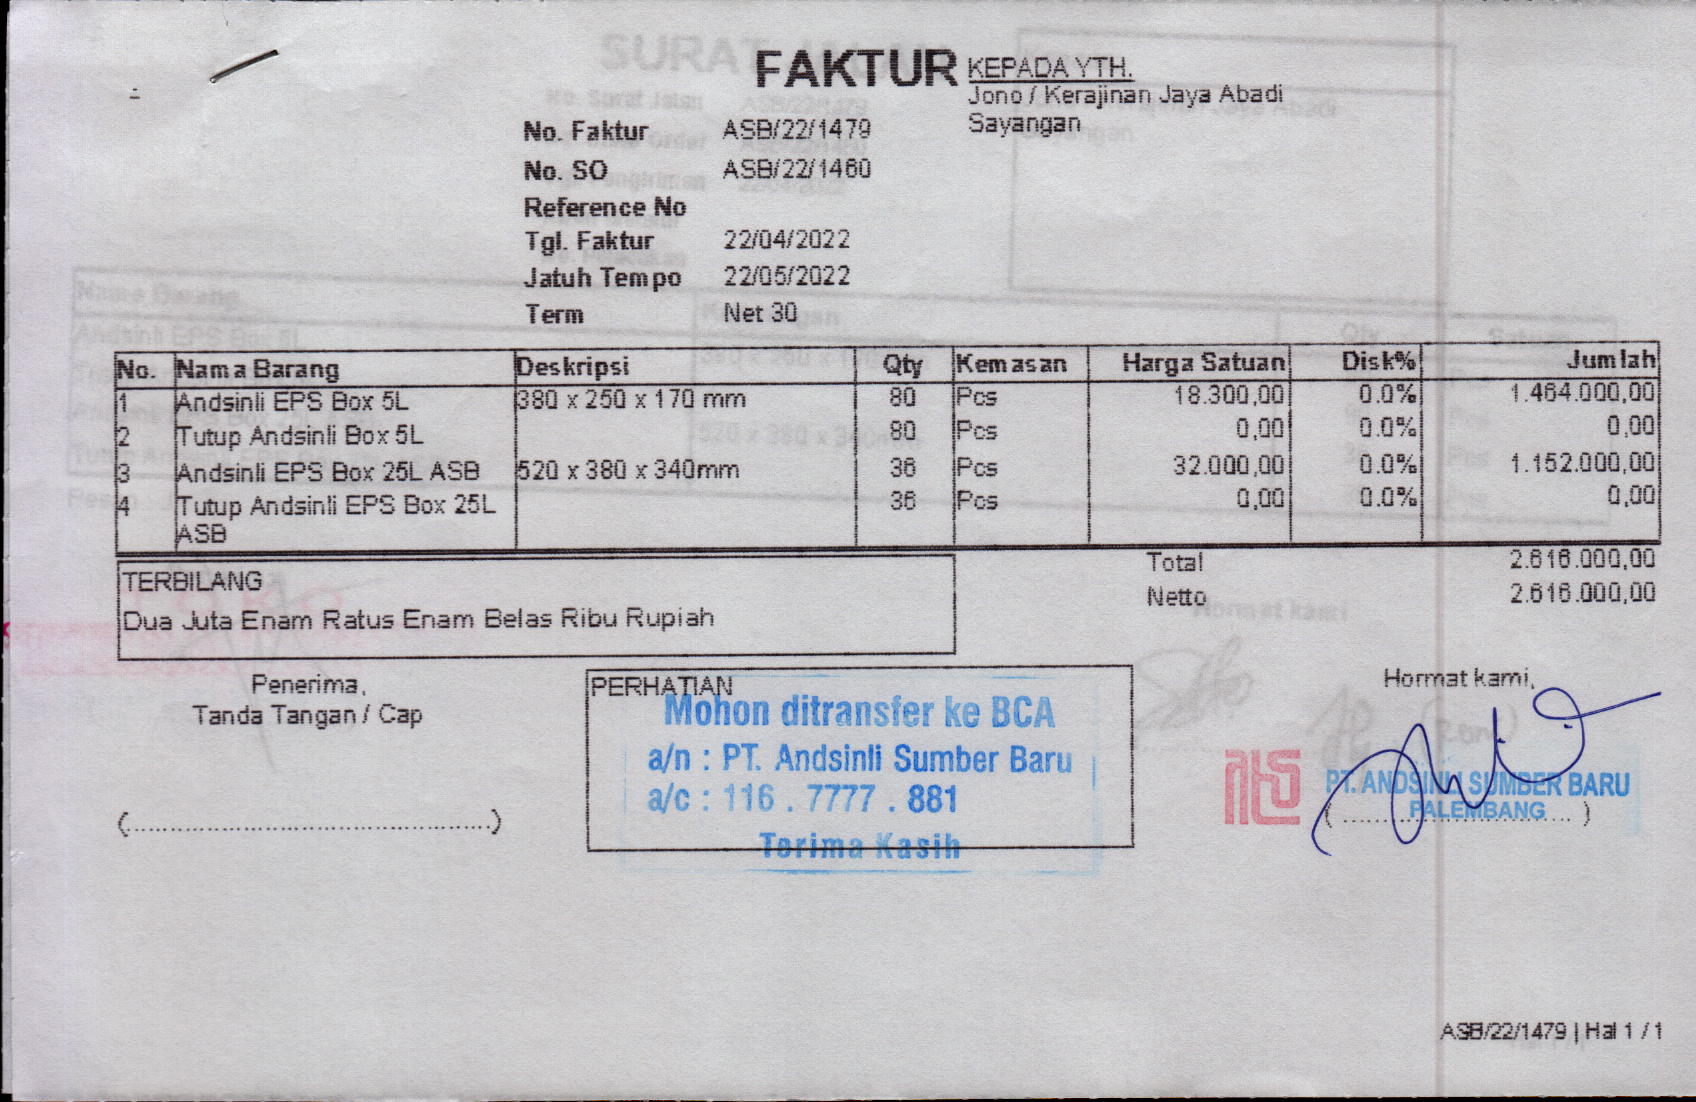 FAKTUR
KEPADA YTH.
Jono / Kerajinan Jaya Abadi
Sayangan
No. Faktur ASB/22/1479
No. SO ASB/22/1460
Reference No
Tgl. Faktur 22/04/2022
Jatuh Tempo 22/05/2022
Term Net 30
No. Nama Barang Deskripsi Qty Kemasan Harga Satuan Disk% Jumlah
1 Andsinli EPS Box 5L 380 x 250 x 170 mm 80 Pcs 18.300,00 0.0% 1.464.000,00
2 Tutup Andsinli Box 5L 80 Pcs 0,00 0.0% 0,00
3 Andsinli EPS Box 25L ASB 520 x 380 x 340mm 36 Pcs 32.000,00 0.0% 1.152.000,00
4 Tutup Andsinli EPS Box 25L 36 Pcs 0,00 0.0% 0,00
ASB
Total 2.616.000,00
Netto 2.616.000,00
TERBILANG
Dua Juta Enam Ratus Enam Belas Ribu Rupiah
Penerima,
Tanda Tangan / Cap
(................................................)
PERHATIAN
Mohon ditransfer ke BCA
a/n : PT. Andsinli Sumber Baru
a/c : 116 . 7777 . 881
Terima Kasih
Hormat kami,
PT. ANDSINLI SUMBER BARU
PALEMBANG
( ................................ )
ASB/22/1479 | Hal 1 / 1